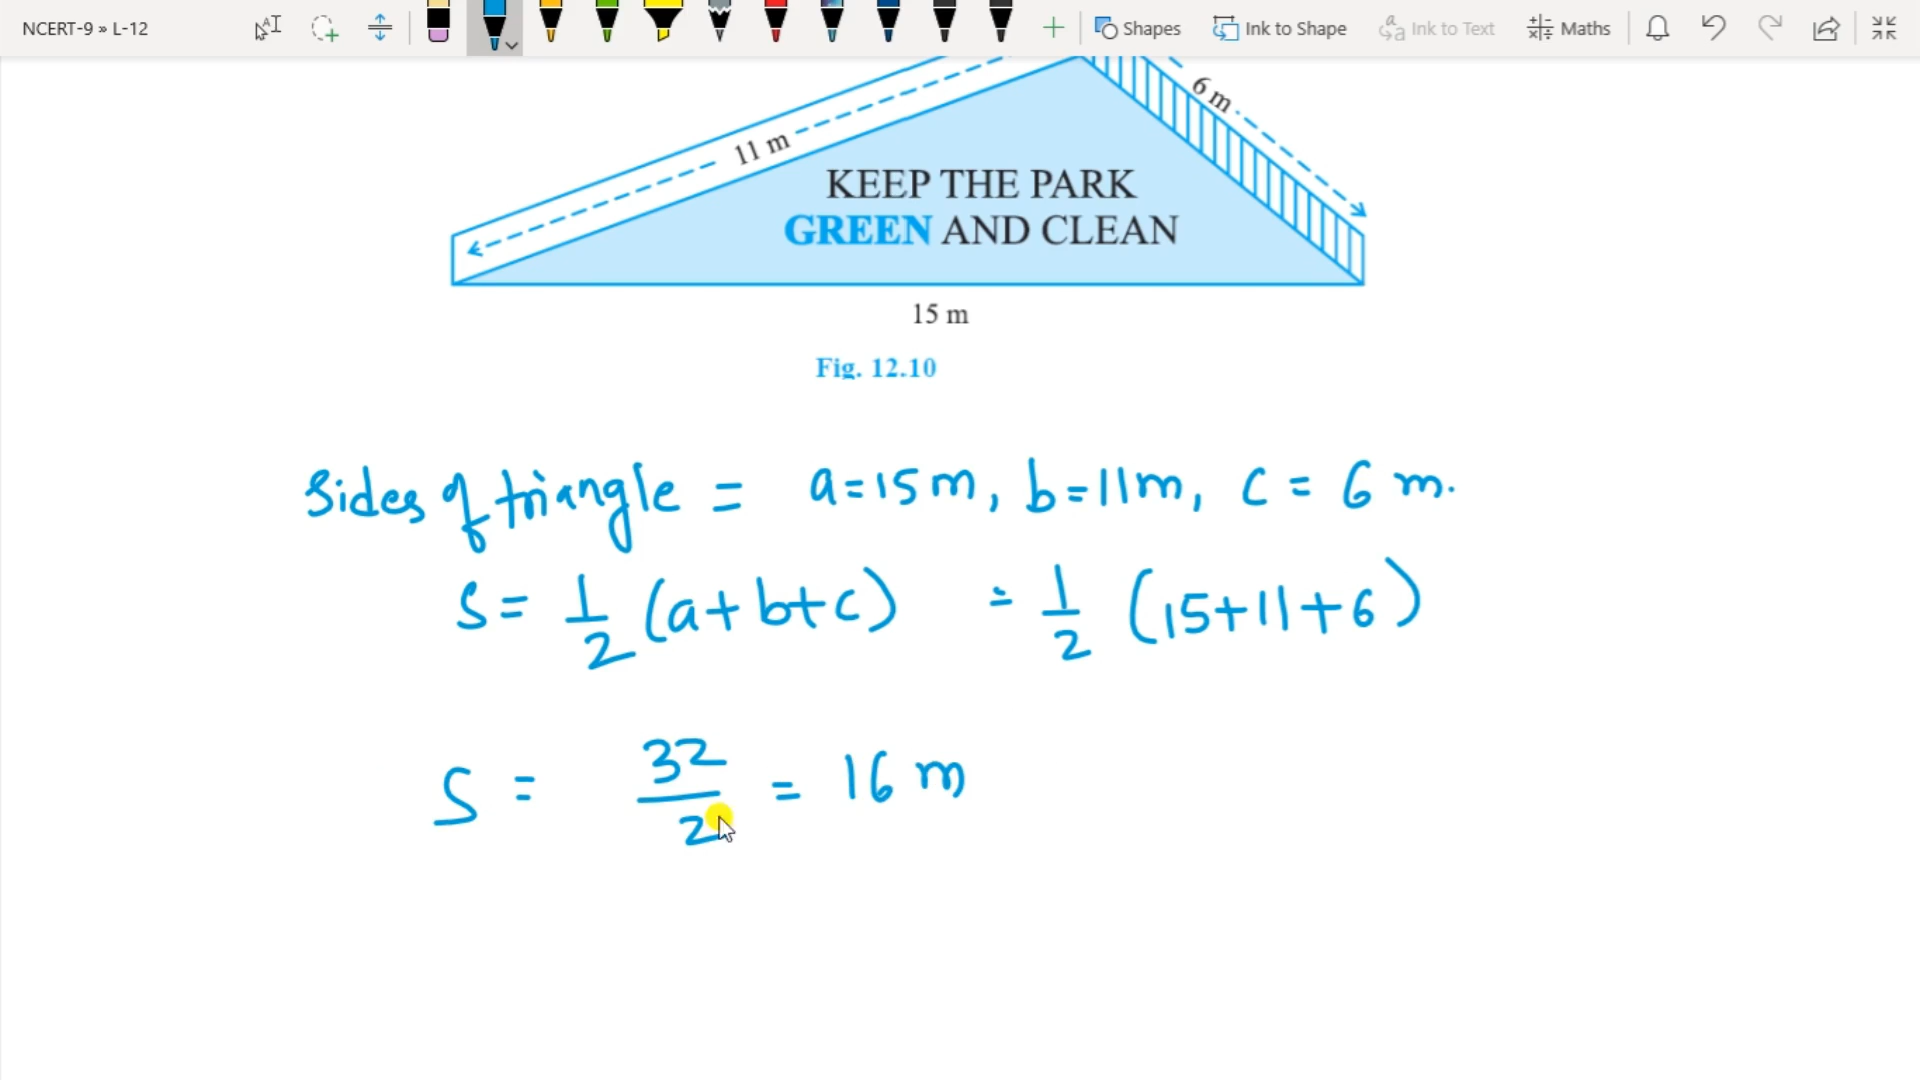 NCERT-9 » L-12
Shapes
Ink to Shape
Ink to Text
Maths
11 m
6 m
KEEP THE PARK
GREEN AND CLEAN
15 m
Fig. 12.10
Sides of triangle = a=15m, b=11m, c = 6 m.
S = 1/2 (a+b+c) = 1/2 (15+11+6)
S = 32/2 = 16 m